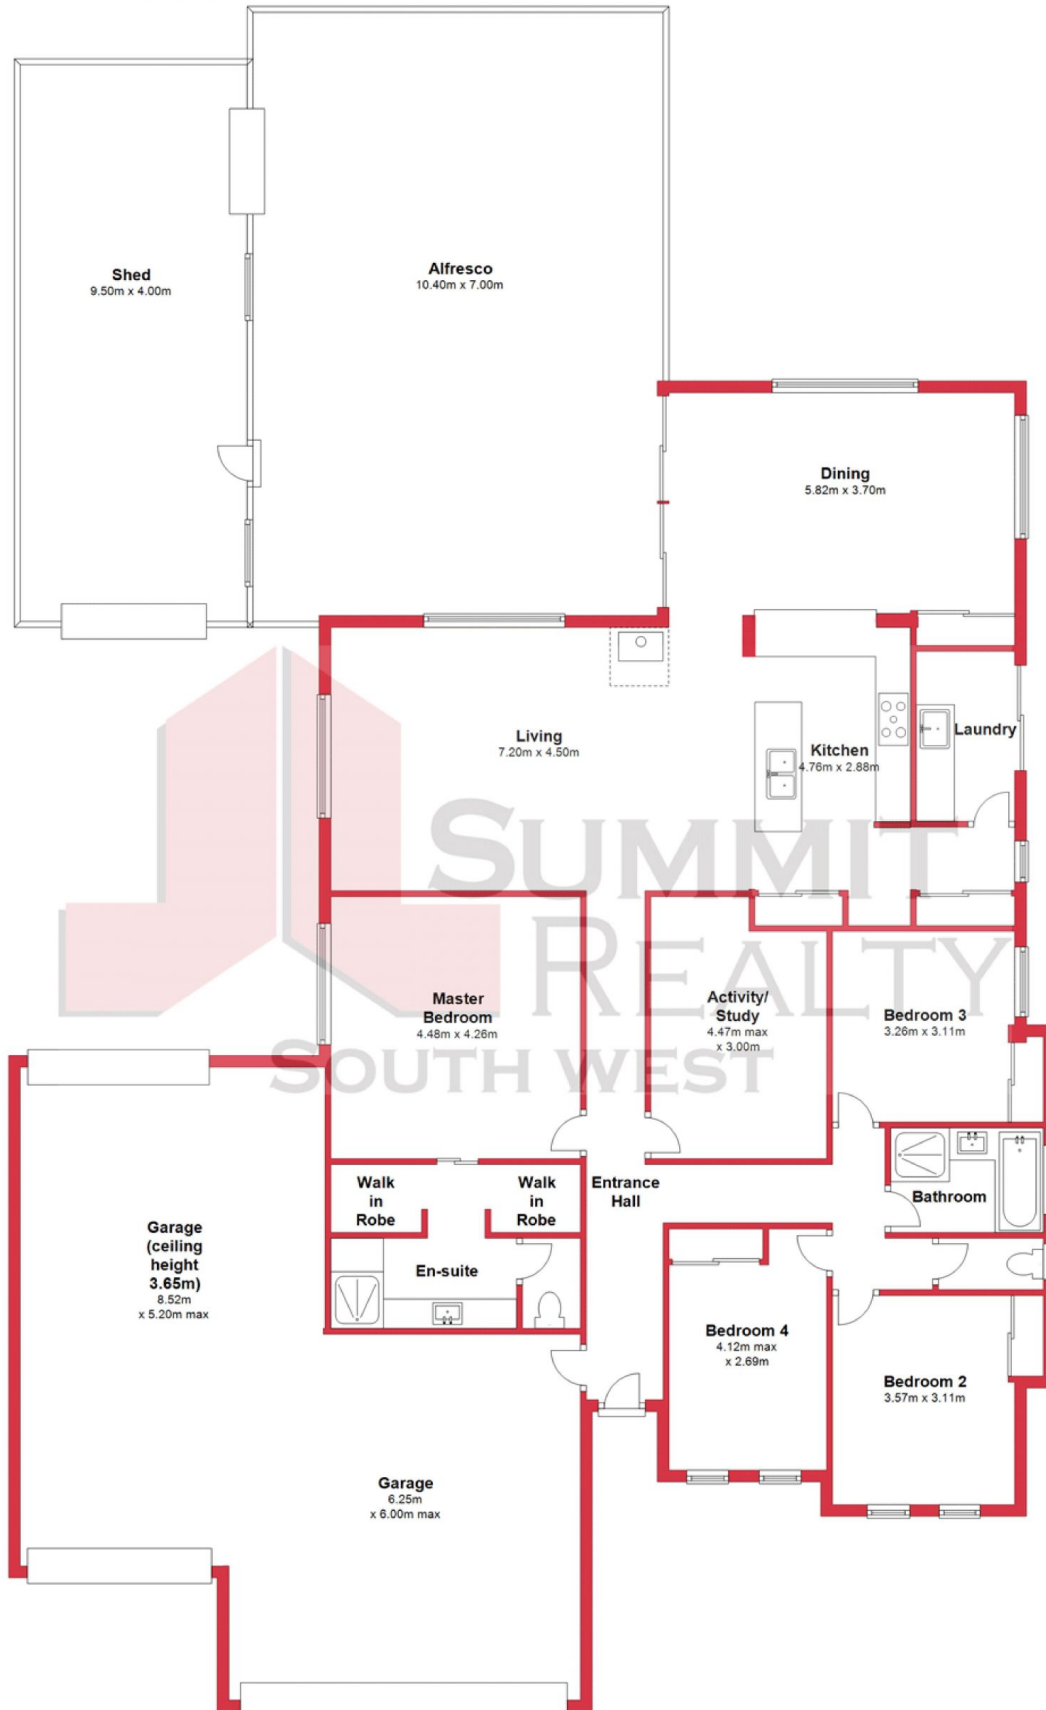 Shed
9.50m x 4.00m
Alfresco
10.40m x 7.00m
Dining
5.82m x 3.70m
Living
7.20m x 4.50m
Kitchen
4.76m x 2.88m
Laundry
SUMMIT
REALTY
SOUTH WEST
Master
Bedroom
4.48m x 4.26m
Activity/
Study
4.47m max
x 3.00m
Bedroom 3
3.26m x 3.11m
Walk
in
Robe
Walk
in
Robe
Entrance
Hall
Bathroom
Garage
(ceiling
height
3.65m)
8.52m
x 5.20m max
En-suite
Bedroom 4
4.12m max
x 2.69m
Bedroom 2
3.57m x 3.11m
Garage
6.25m
x 6.00m max